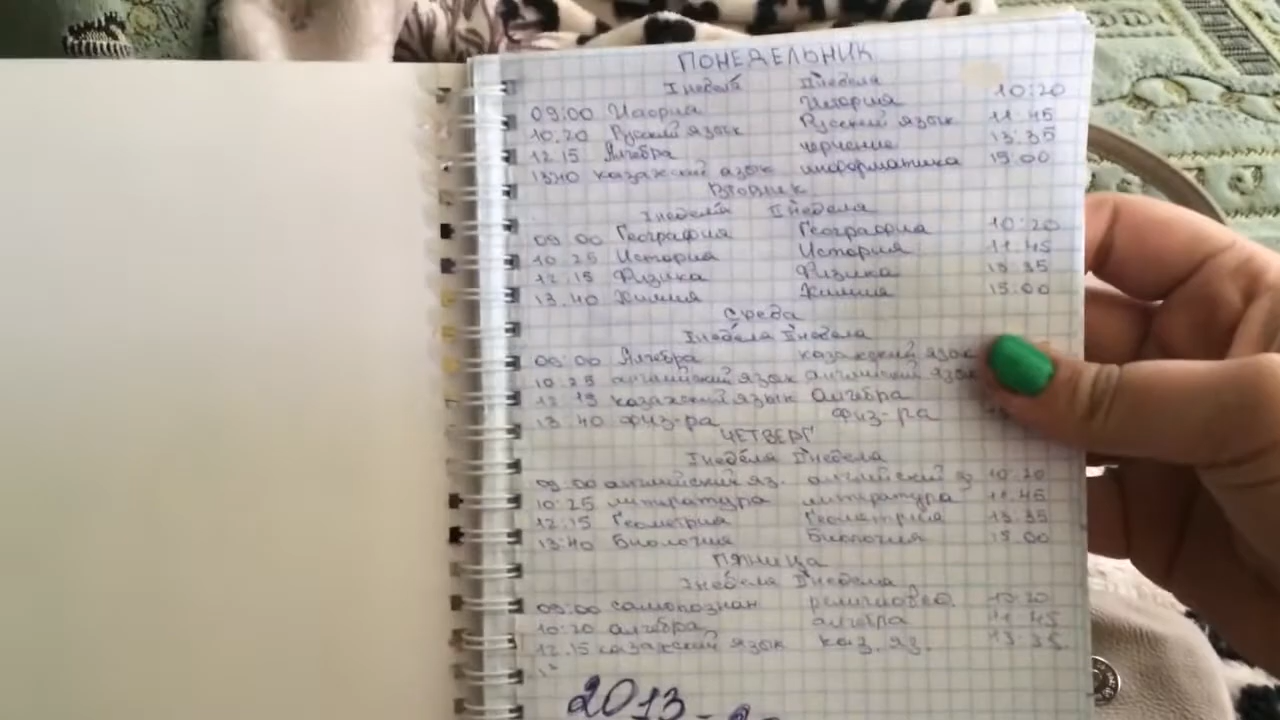 ПОНЕДЕЛЬНИК
I неделя II неделя
09:00 История История 10:20
10.20 Русский язык Русский язык 11:45
12 15 Алгебра черчение 13:35
13:40 казахский язык информатика 15:00
Вторник
I неделя II неделя
09 00 География География 10:20
10 25 История История 11:45
12.15 Физика Физика 13:35
13.40 Химия Химия 15:00
Среда
I неделя II неделя
09:00 Алгебра казахский язык
10.25 английский язык английский язык
12 15 казахский язык алгебра
13:40 физ-ра физ-ра
ЧЕТВЕРГ
I неделя II неделя
09:00 английский яз. английский я 10:20
10:25 литература литература 11:45
12:15 Геометрия Геометрия 13:35
13:40 Биология Биология 15:00
ПЯТНИЦА
I неделя II неделя
09:00 самопознан религиовед. 10:20
10:20 алгебра алгебра 11 45
12.15 казахский язык каз. яз. 13:35
2013-